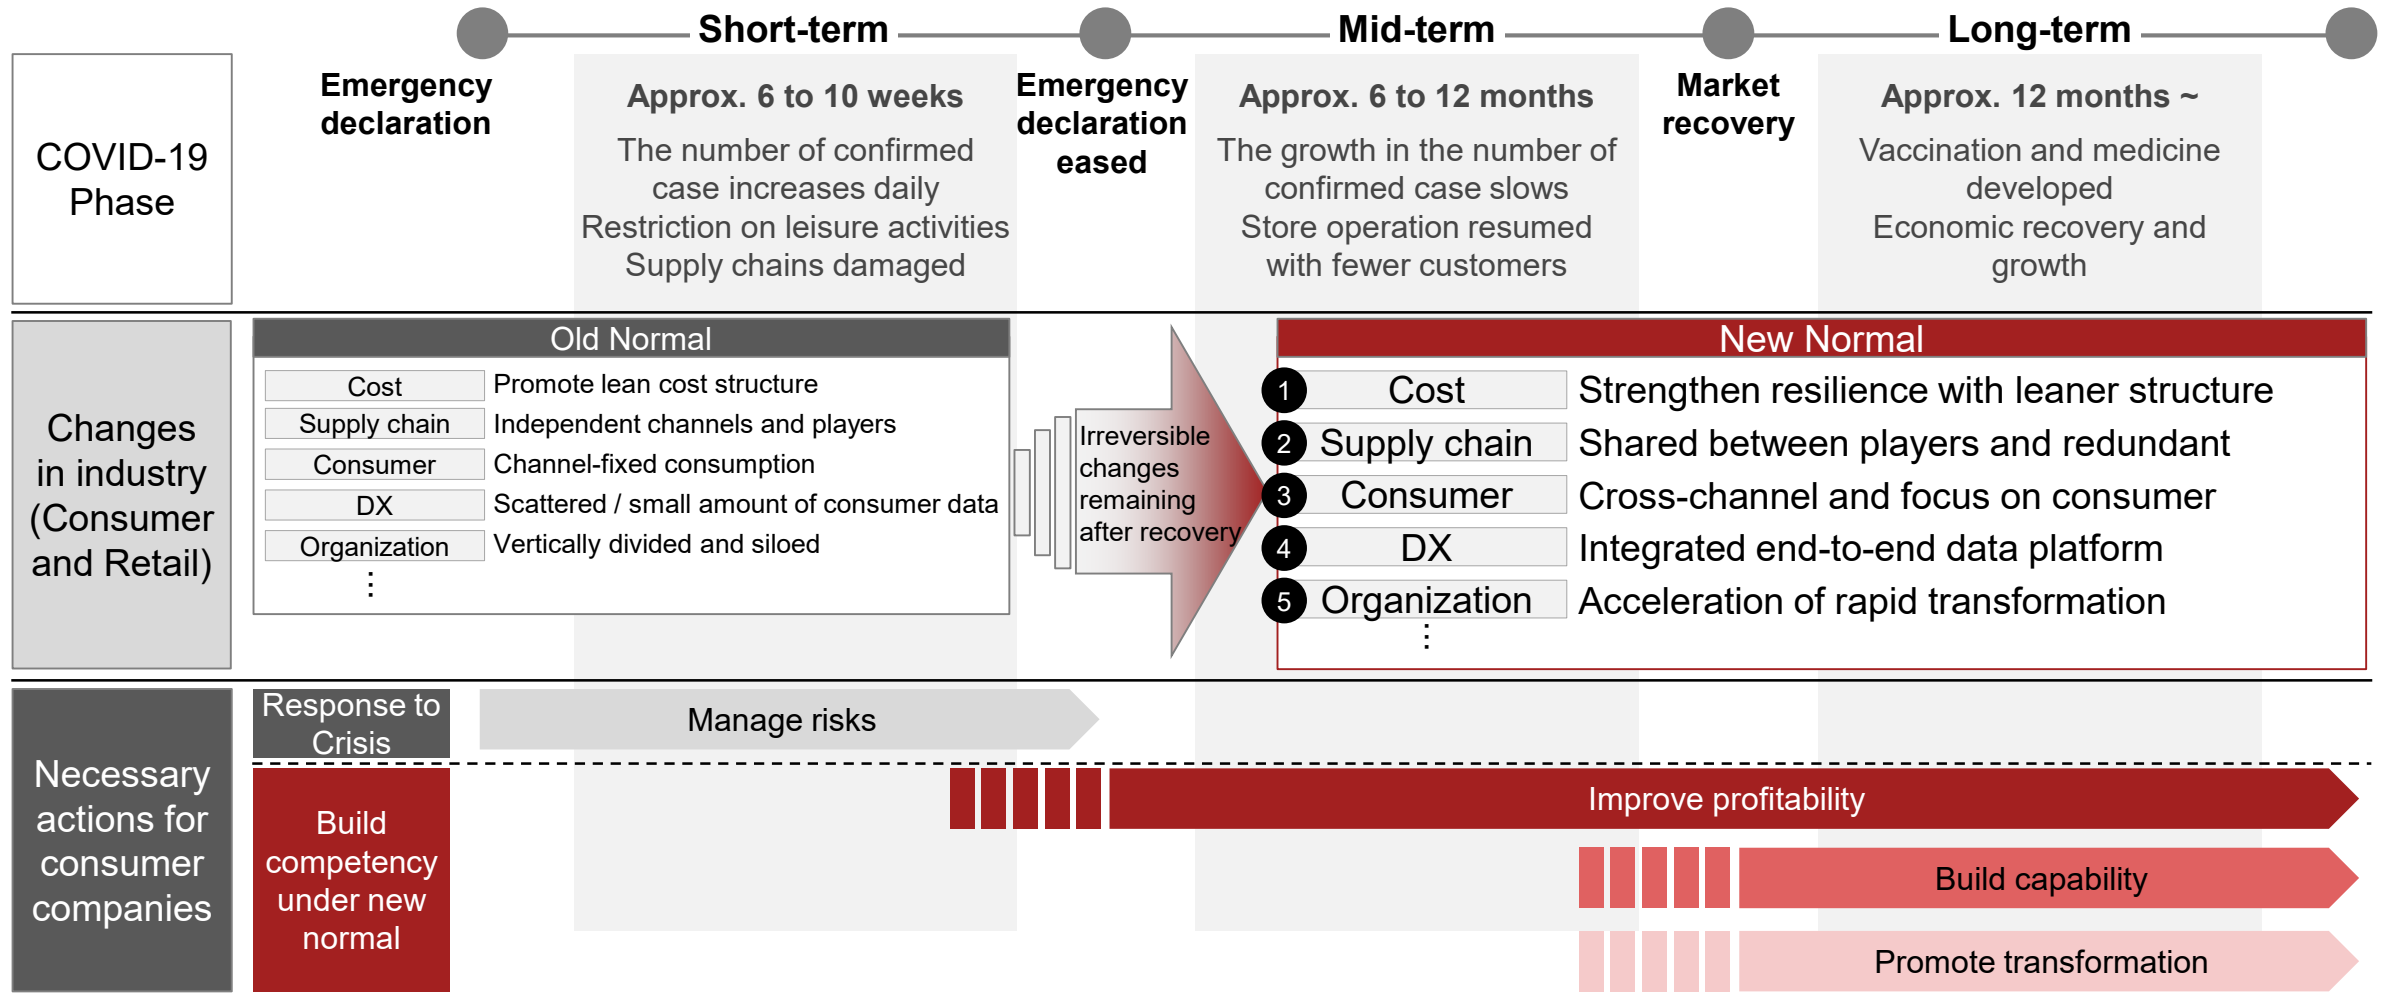 Short-term
Mid-term
Long-term
COVID-19
Phase
Emergency
declaration
Approx. 6 to 10 weeks
The number of confirmed
case increases daily
Restriction on leisure activities
Supply chains damaged
Emergency
declaration
eased
Approx. 6 to 12 months
The growth in the number of
confirmed case slows
Store operation resumed
with fewer customers
Market
recovery
Approx. 12 months ~
Vaccination and medicine
developed
Economic recovery and
growth
Changes
in industry
(Consumer
and Retail)
Old Normal
Cost
Promote lean cost structure
Supply chain
Independent channels and players
Consumer
Channel-fixed consumption
DX
Scattered / small amount of consumer data
Organization
Vertically divided and siloed
⋮
Irreversible
changes
remaining
after recovery
New Normal
1 Cost Strengthen resilience with leaner structure
2 Supply chain Shared between players and redundant
3 Consumer Cross-channel and focus on consumer
4 DX Integrated end-to-end data platform
5 Organization Acceleration of rapid transformation
⋮
Necessary
actions for
consumer
companies
Response to
Crisis
Manage risks
Build
competency
under new
normal
Improve profitability
Build capability
Promote transformation